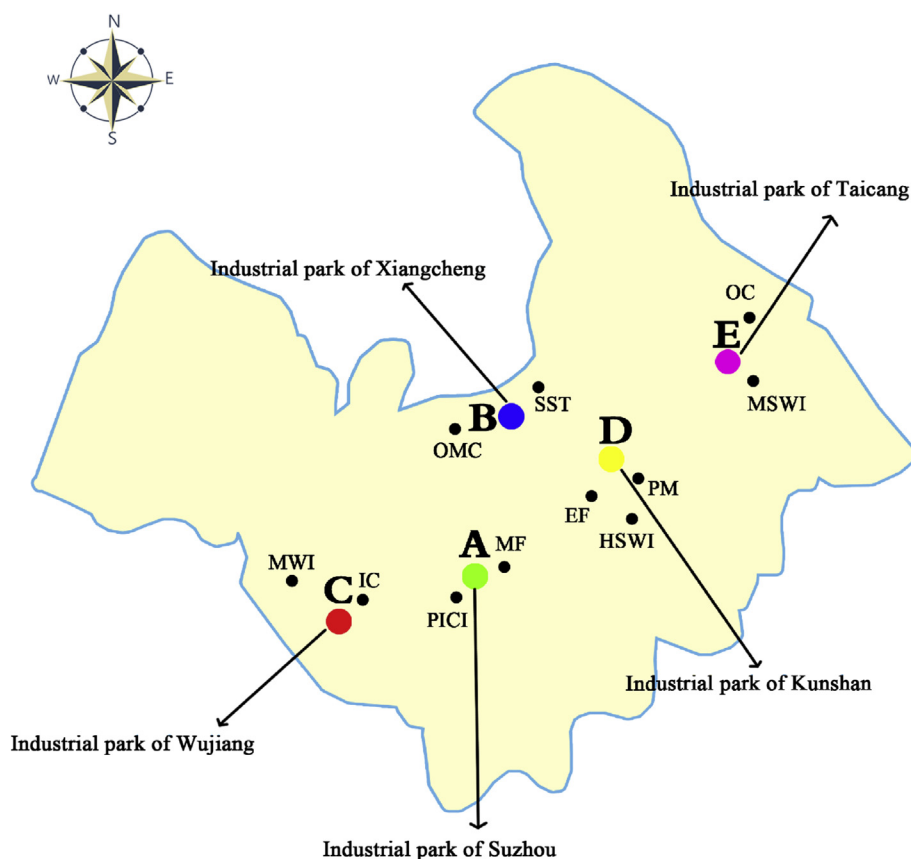 N
W
E
S
Industrial park of Taicang
Industrial park of Xiangcheng
OC
E
MSWI
SST
B
OMC
D
PM
EF
HSWI
A
MF
MWI
C
IC
PICI
Industrial park of Kunshan
Industrial park of Wujiang
Industrial park of Suzhou